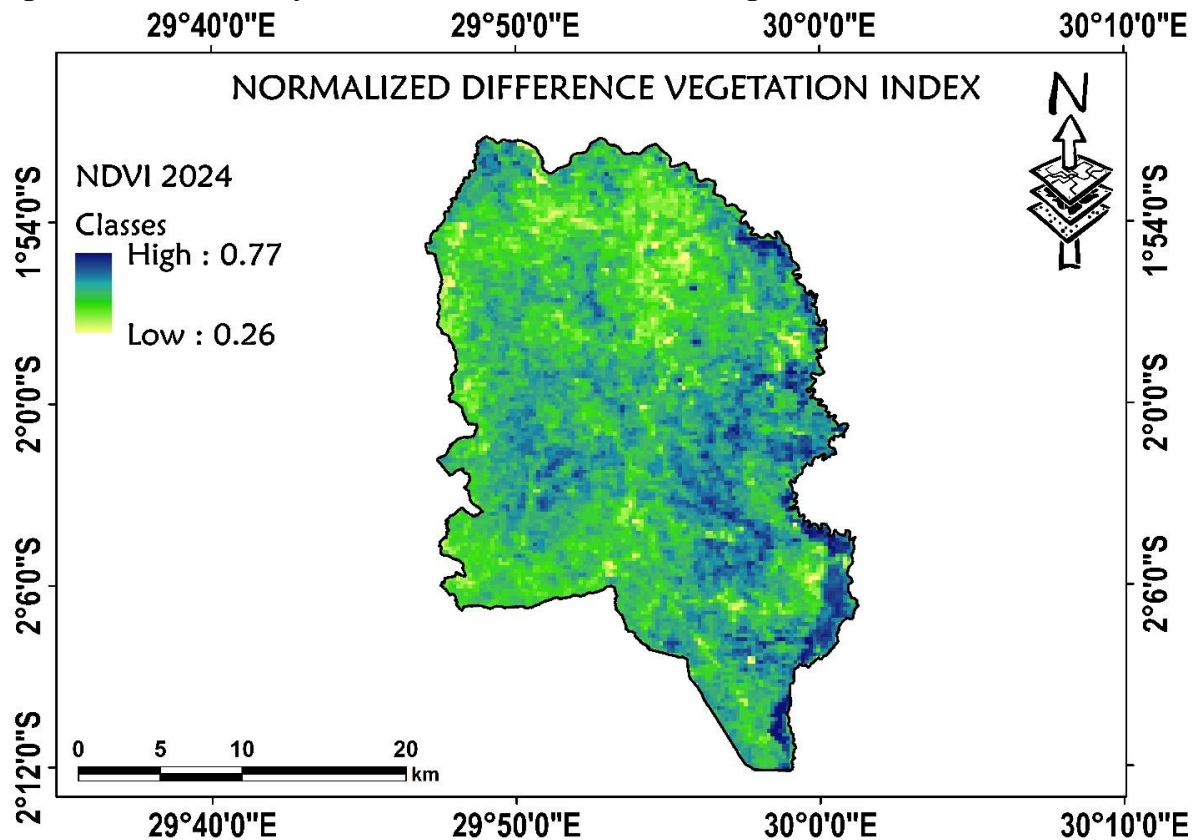 29°40'0"E 29°50'0"E 30°0'0"E 30°10'0"E
NORMALIZED DIFFERENCE VEGETATION INDEX
N
NDVI 2024
Classes
High : 0.77
Low : 0.26
1°54'0"S 1°54'0"S
2°0'0"S 2°0'0"S
2°6'0"S 2°6'0"S
2°12'0"S
0 5 10 20
km
29°40'0"E 29°50'0"E 30°0'0"E 30°10'0"E